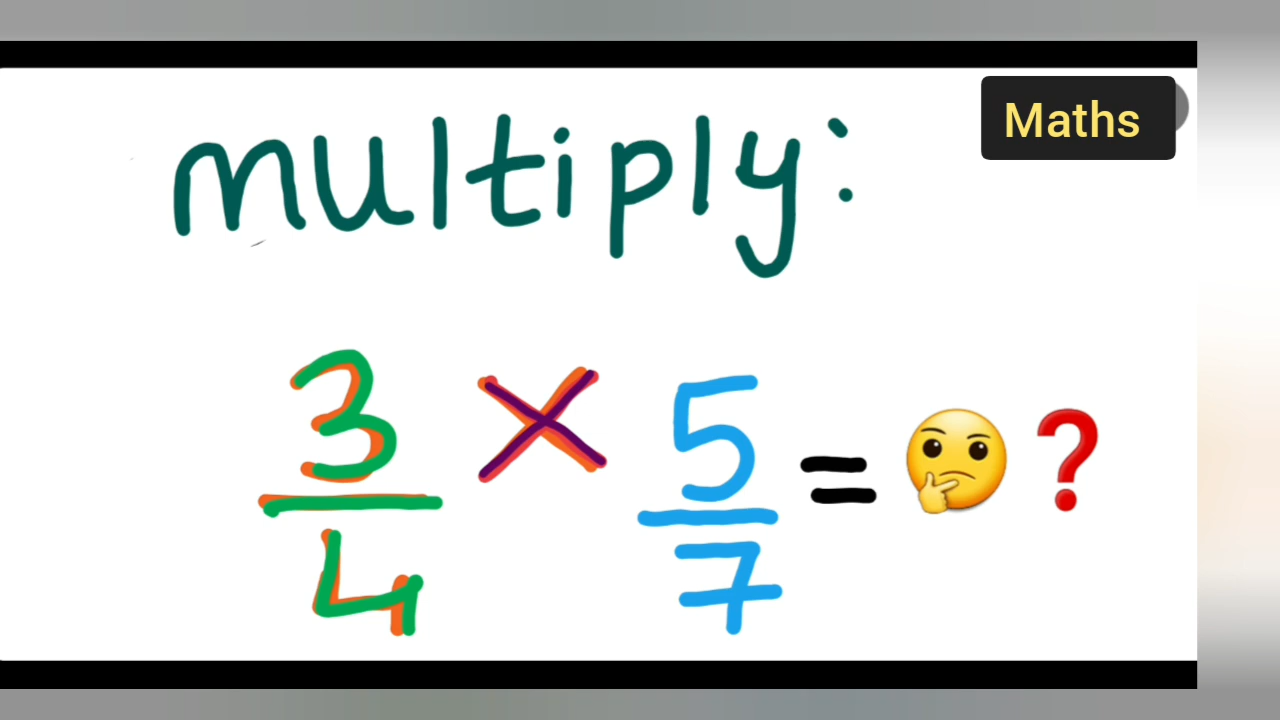 Maths
multiply:
3/4 × 5/7 = 🤔 ❓